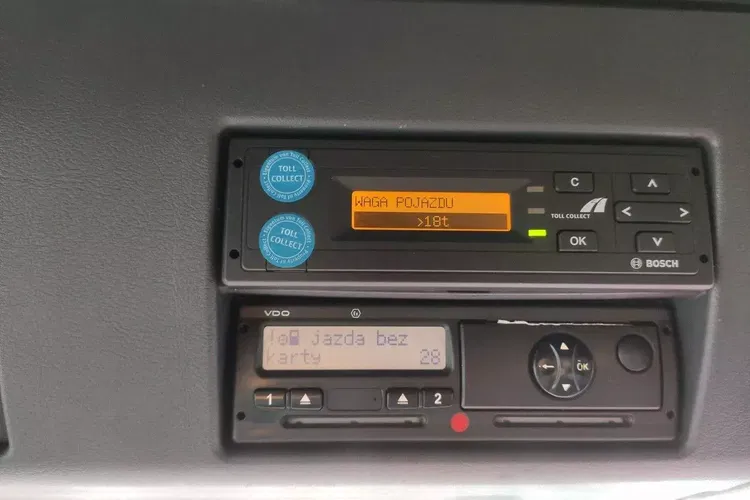 TOLL
COLLECT
TOLL
COLLECT
WAGA POJAZDU
>18t
C
TOLL COLLECT
OK
BOSCH
VDO
jazda bez
karty 28
1
2
OK